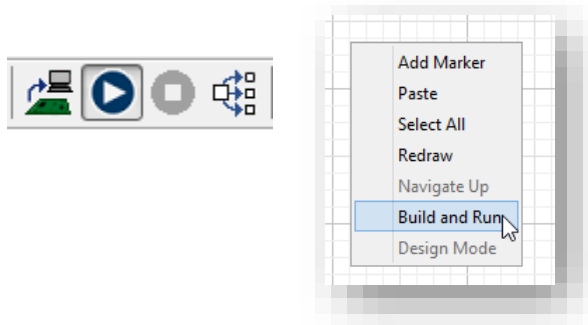 Add Marker
Paste
Select All
Redraw
Navigate Up
Build and Run
Design Mode